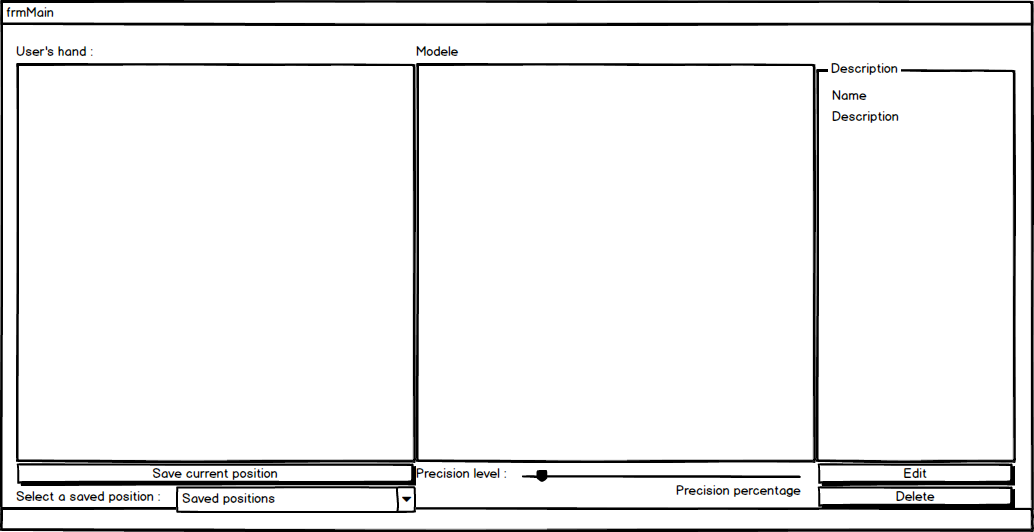 frmMain
User's hand :
Modele
Description
Name
Description
Save current position
Precision level :
Edit
Select a saved position :
Saved positions
Precision percentage
Delete